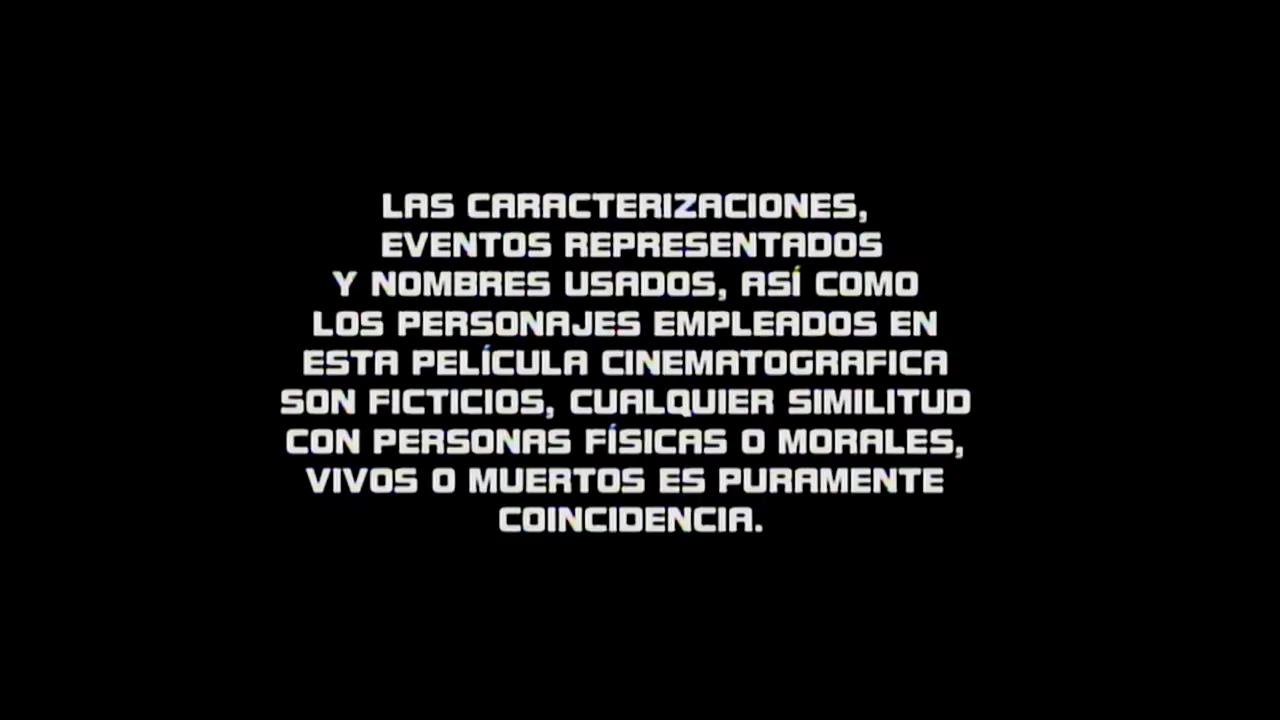 LAS CARACTERIZACIONES,
EVENTOS REPRESENTADOS
Y NOMBRES USADOS, ASÍ COMO
LOS PERSONAJES EMPLEADOS EN
ESTA PELÍCULA CINEMATOGRAFICA
SON FICTICIOS, CUALQUIER SIMILITUD
CON PERSONAS FÍSICAS O MORALES,
VIVOS O MUERTOS ES PURAMENTE
COINCIDENCIA.